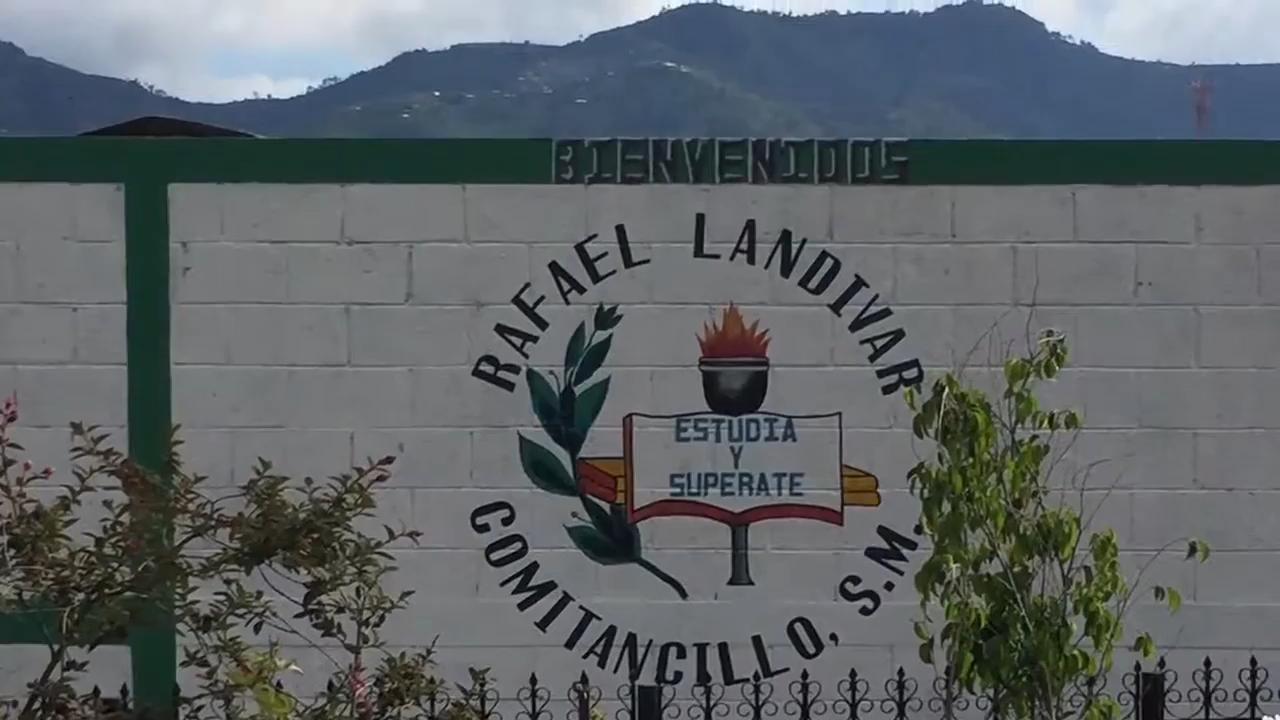 BIENVENIDOS
RAFAEL LANDIVAR
ESTUDIA
Y
SUPERATE
COMITANCILLO, S.M.